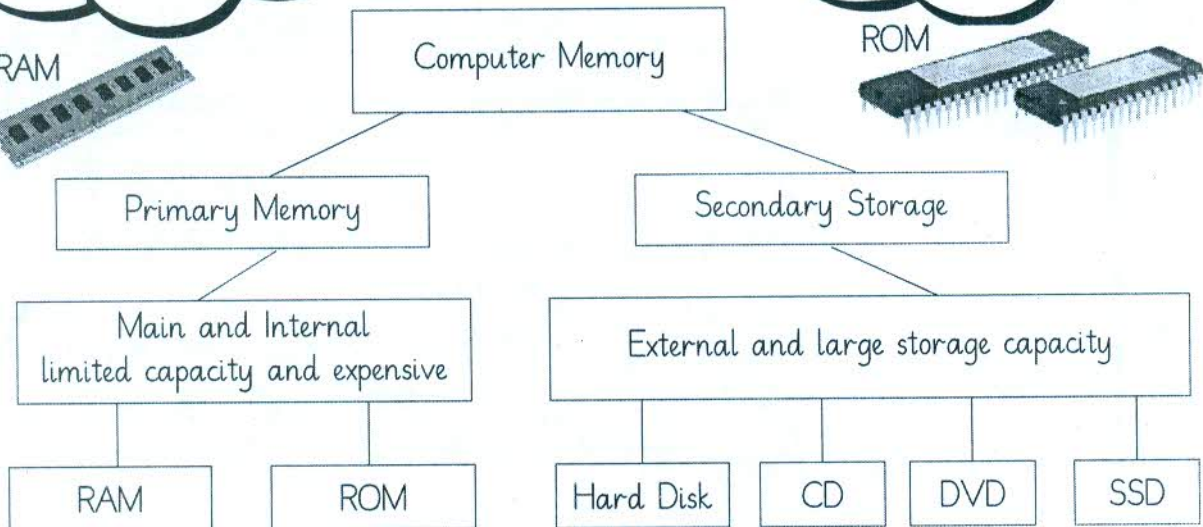 RAM
ROM
Computer Memory
Primary Memory
Secondary Storage
Main and Internal
limited capacity and expensive
External and large storage capacity
RAM
ROM
Hard Disk
CD
DVD
SSD